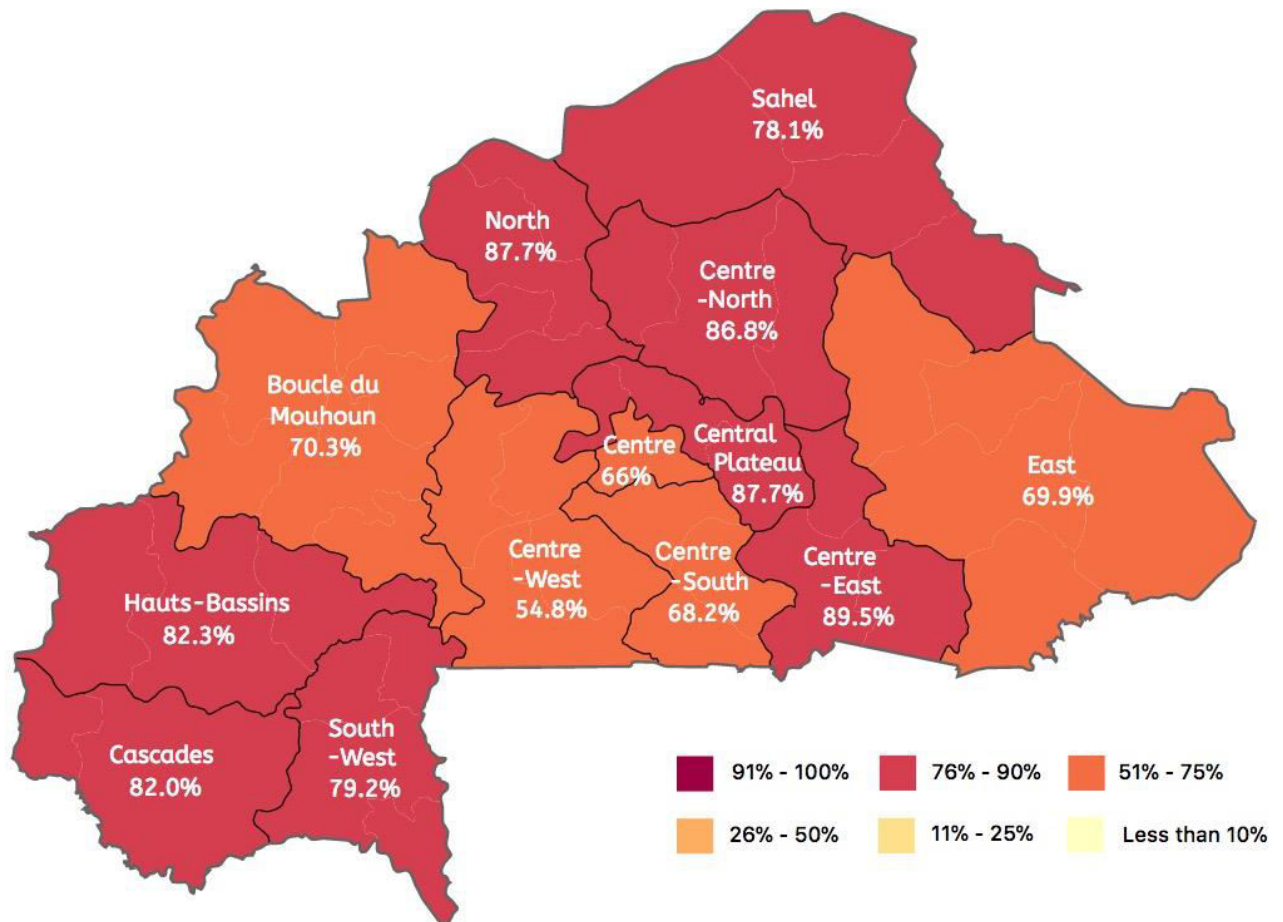 Sahel
78.1%
North
87.7%
Centre
-North
86.8%
Boucle du
Mouhoun
70.3%
Centre
66%
Central
Plateau
87.7%
East
69.9%
Centre
-West
54.8%
Centre
-South
68.2%
Centre
-East
89.5%
Hauts-Bassins
82.3%
Cascades
82.0%
South
-West
79.2%
91% - 100%
76% - 90%
51% - 75%
26% - 50%
11% - 25%
Less than 10%